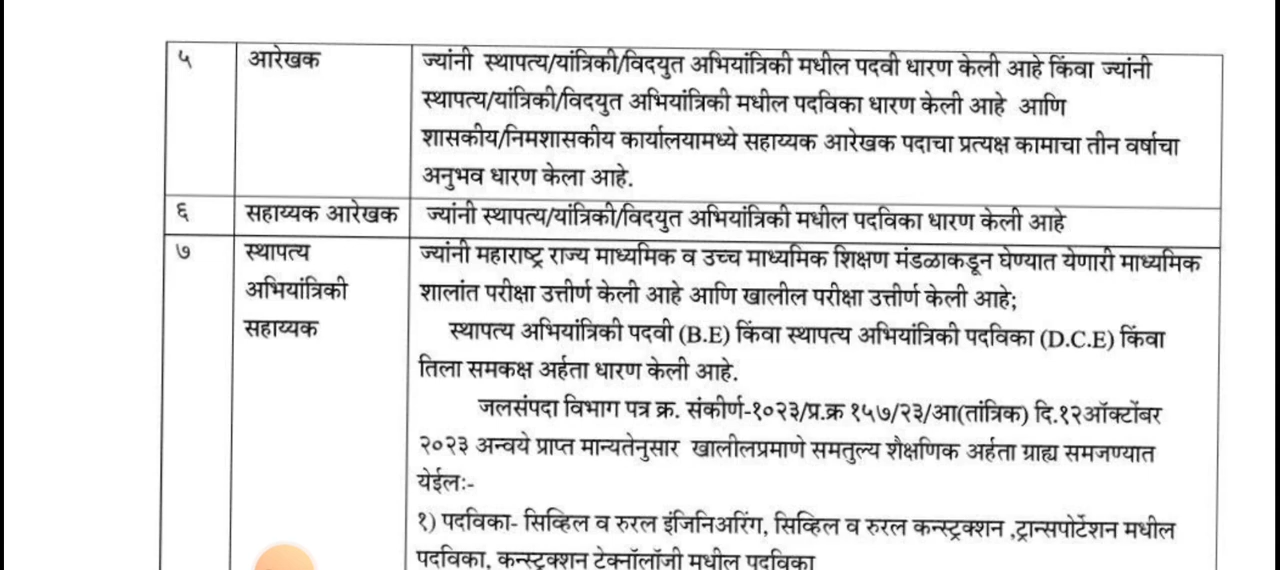 ५ आरेखक ज्यांनी स्थापत्य/यांत्रिकी/विदयुत अभियांत्रिकी मधील पदवी धारण केली आहे किंवा ज्यांनी
स्थापत्य/यांत्रिकी/विदयुत अभियांत्रिकी मधील पदविका धारण केली आहे आणि
शासकीय/निमशासकीय कार्यालयामध्ये सहाय्यक आरेखक पदाचा प्रत्यक्ष कामाचा तीन वर्षाचा
अनुभव धारण केला आहे.
६ सहाय्यक आरेखक ज्यांनी स्थापत्य/यांत्रिकी/विदयुत अभियांत्रिकी मधील पदविका धारण केली आहे
७ स्थापत्य ज्यांनी महाराष्ट्र राज्य माध्यमिक व उच्च माध्यमिक शिक्षण मंडळाकडून घेण्यात येणारी माध्यमिक
अभियांत्रिकी शालांत परीक्षा उत्तीर्ण केली आहे आणि खालील परीक्षा उत्तीर्ण केली आहे;
सहाय्यक स्थापत्य अभियांत्रिकी पदवी (B.E) किंवा स्थापत्य अभियांत्रिकी पदविका (D.C.E) किंवा
तिला समकक्ष अर्हता धारण केली आहे.
जलसंपदा विभाग पत्र क्र. संकीर्ण-१०२३/प्र.क्र १५७/२३/आ(तांत्रिक) दि.१२ऑक्टोंबर
२०२३ अन्वये प्राप्त मान्यतेनुसार खालीलप्रमाणे समतुल्य शैक्षणिक अर्हता ग्राह्य समजण्यात
येईलः-
१) पदविका- सिव्हिल व रुरल इंजिनिअरिंग, सिव्हिल व रुरल कन्स्ट्रक्शन ,ट्रान्सपोर्टेशन मधील
पदविका, कन्स्ट्रक्शन टेक्नॉलॉजी मधील पदविका